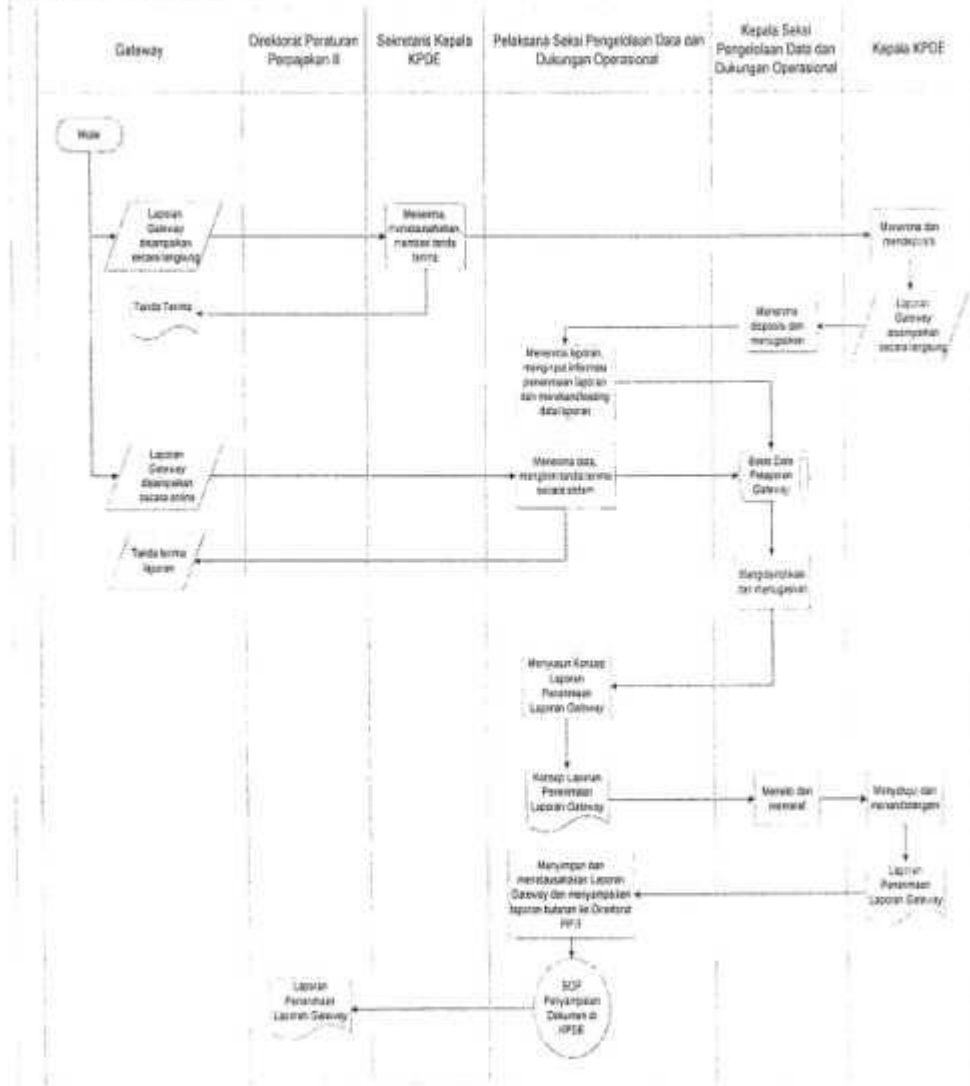 Gateway
Direktorat Peraturan
Perpajakan II
Sekretaris Kepala
KPDE
Pelaksana Seksi Pengelolaan Data dan
Dukungan Operasional
Kepala Seksi
Pengelolaan Data dan
Dukungan Operasional
Kepala KPDE
Mulai
Laporan
Gateway
disampaikan
secara langsung
Menerima,
menatausahakan,
memberi tanda
terima
Menerima dan
mendisposisi
Tanda Terima
Menerima
disposisi dan
menugaskan
Laporan
Gateway
disampaikan
secara langsung
Menerima laporan,
menginput informasi
penerimaan laporan
dan merekam/loading
data laporan
Laporan
Gateway
disampaikan
secara online
Menerima data,
mengirim tanda terima
secara sistem
Basis Data
Pelaporan
Gateway
Tanda terima
laporan
dan menugaskan
Menyusun Konsep
Laporan
Penerimaan
Laporan Gateway
Konsep Laporan
Penerimaan
Laporan Gateway
Meneliti dan
memaraf
Menyetujui dan
menandatangani
Menyimpan dan
menatausahakan Laporan
Gateway dan menyampaikan
laporan bulanan ke Direktorat
Laporan
Penerimaan
Laporan Gateway
Laporan
Penerimaan
Laporan Gateway
SOP
Penyampaian
Dokumen di
KPDE